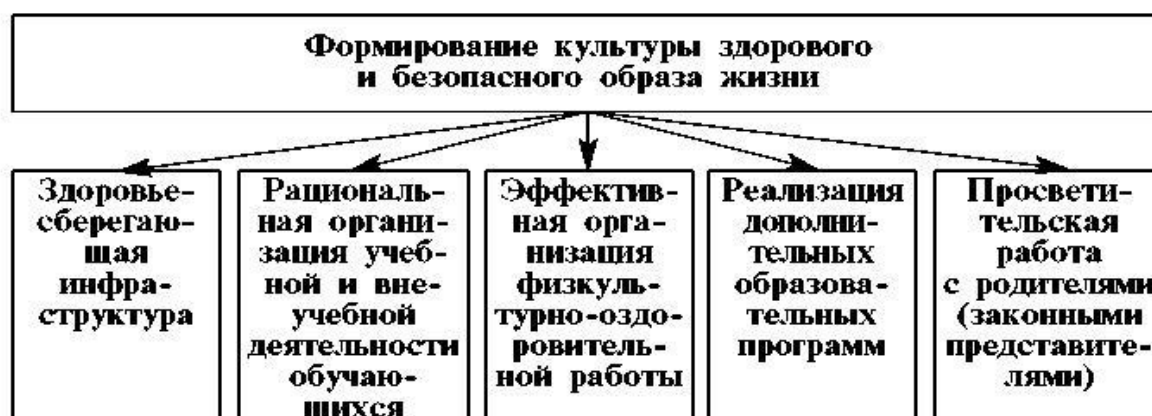 Формирование культуры здорового
и безопасного образа жизни
Здоровье-
сберегаю-
щая
инфра-
структура
Рациональ-
ная органи-
зация учеб-
ной и вне-
учебной
деятельности
обучаю-
щихся
Эффектив-
ная орга-
низация
физкуль-
турно-оздо-
ровитель-
ной работы
Реализация
дополни-
тельных
образова-
тельных
программ
Просвети-
тельская
работа
с родителями
(законными
представите-
лями)